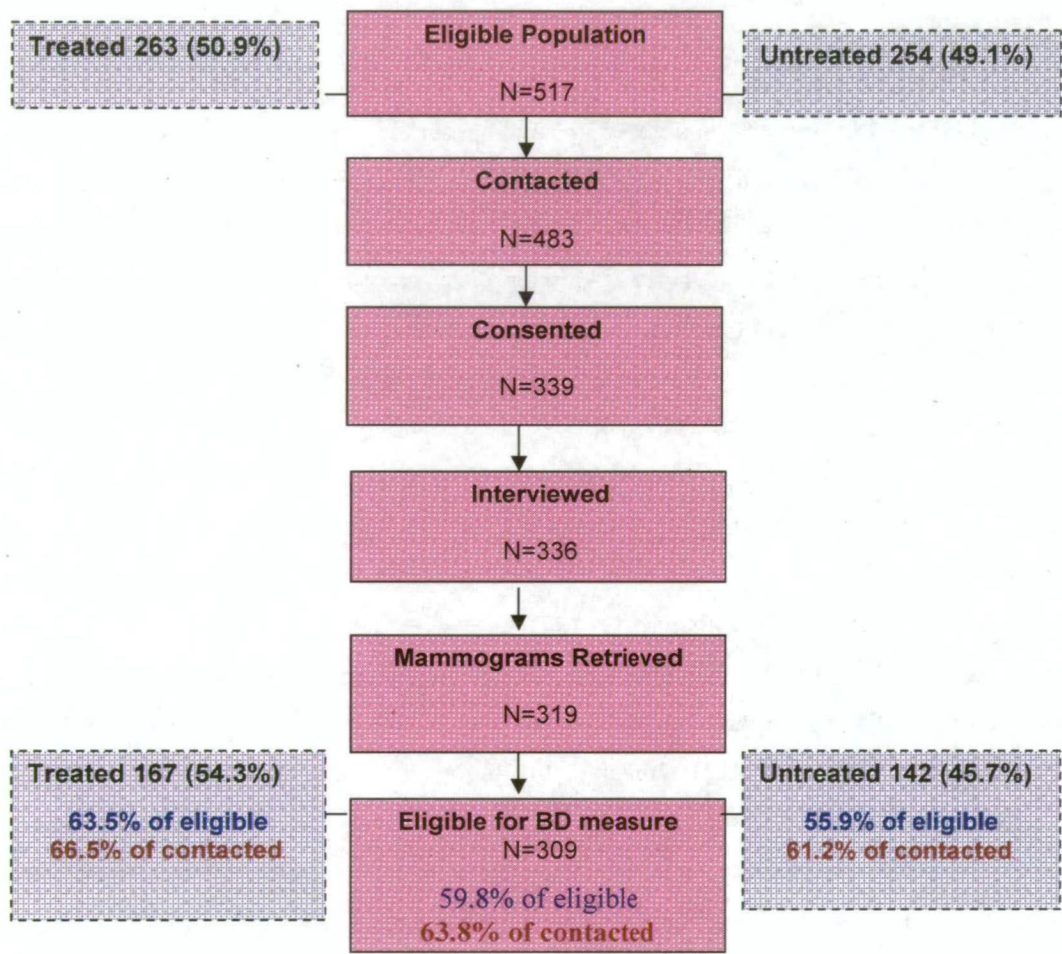 Treated 263 (50.9%)
Eligible Population
N=517
Untreated 254 (49.1%)
Contacted
N=483
Consented
N=339
Interviewed
N=336
Mammograms Retrieved
N=319
Treated 167 (54.3%)
63.5% of eligible
66.5% of contacted
Eligible for BD measure
N=309
59.8% of eligible
63.8% of contacted
Untreated 142 (45.7%)
55.9% of eligible
61.2% of contacted